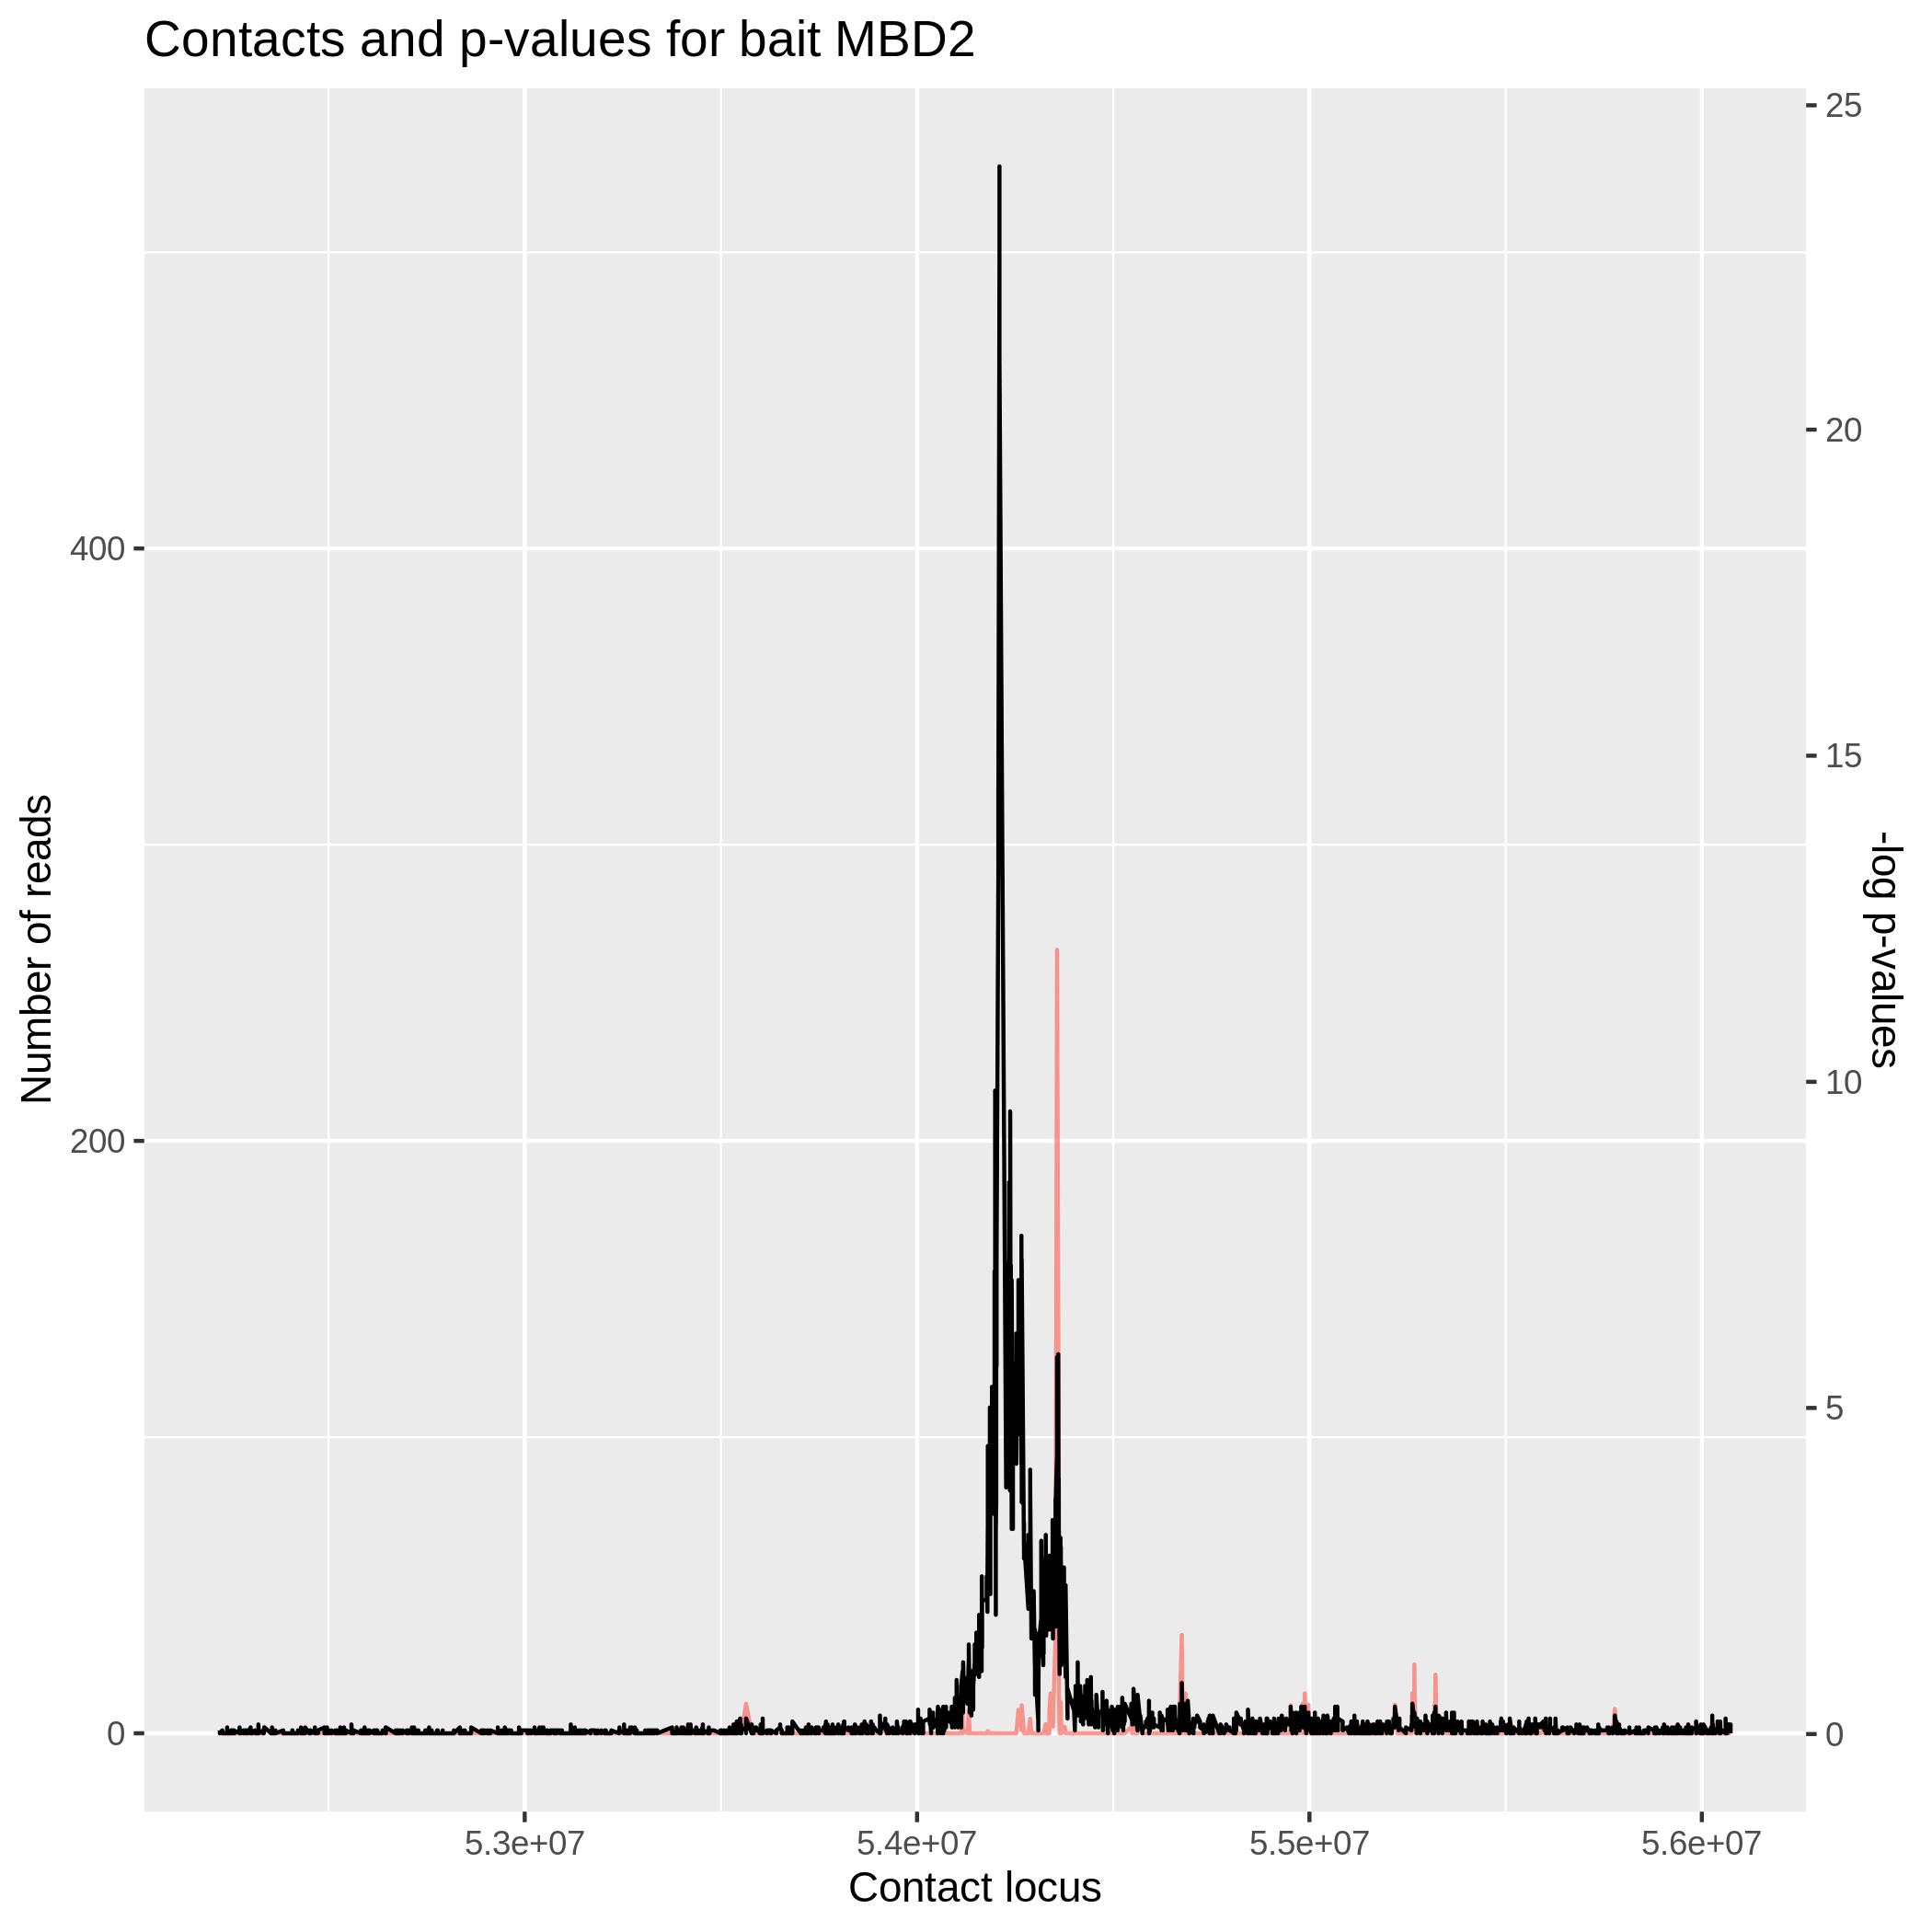 Contacts and p-values for bait MBD2
25
20
400
15
Number of reads
-log p-values
10
200
5
0
0
5.3e+07
5.4e+07
5.5e+07
5.6e+07
Contact locus